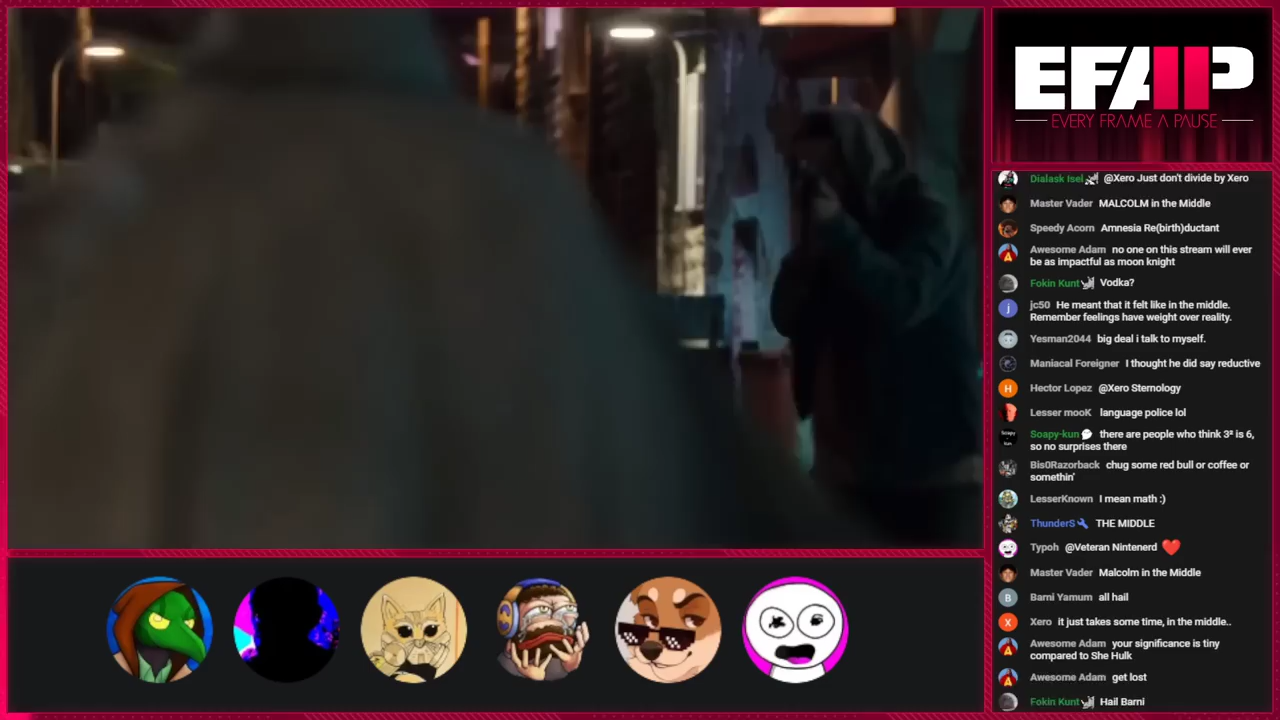 EFAP
EVERY FRAME A PAUSE
Dialask Isel @Xero Just don't divide by Xero
Master Vader MALCOLM in the Middle
Speedy Acorn Amnesia Re(birth)ductant
Awesome Adam no one on this stream will ever
be as impactful as moon knight
Fokin Kunt Vodka?
jc50 He meant that it felt like in the middle.
Remember feelings have weight over reality.
Yesman2044 big deal i talk to myself.
Maniacal Foreigner I thought he did say reductive
Hector Lopez @Xero Sternology
Lesser mooK language police lol
Soapy-kun there are people who think 3² is 6,
so no surprises there
Bis0Razorback chug some red bull or coffee or
somethin'
LesserKnown I mean math :)
ThunderS THE MIDDLE
Typoh @Veteran Nintenerd ❤️
Master Vader Malcolm in the Middle
Barni Yamum all hail
Xero it just takes some time, in the middle..
Awesome Adam your significance is tiny
compared to She Hulk
Awesome Adam get lost
Fokin Kunt Hail Barni